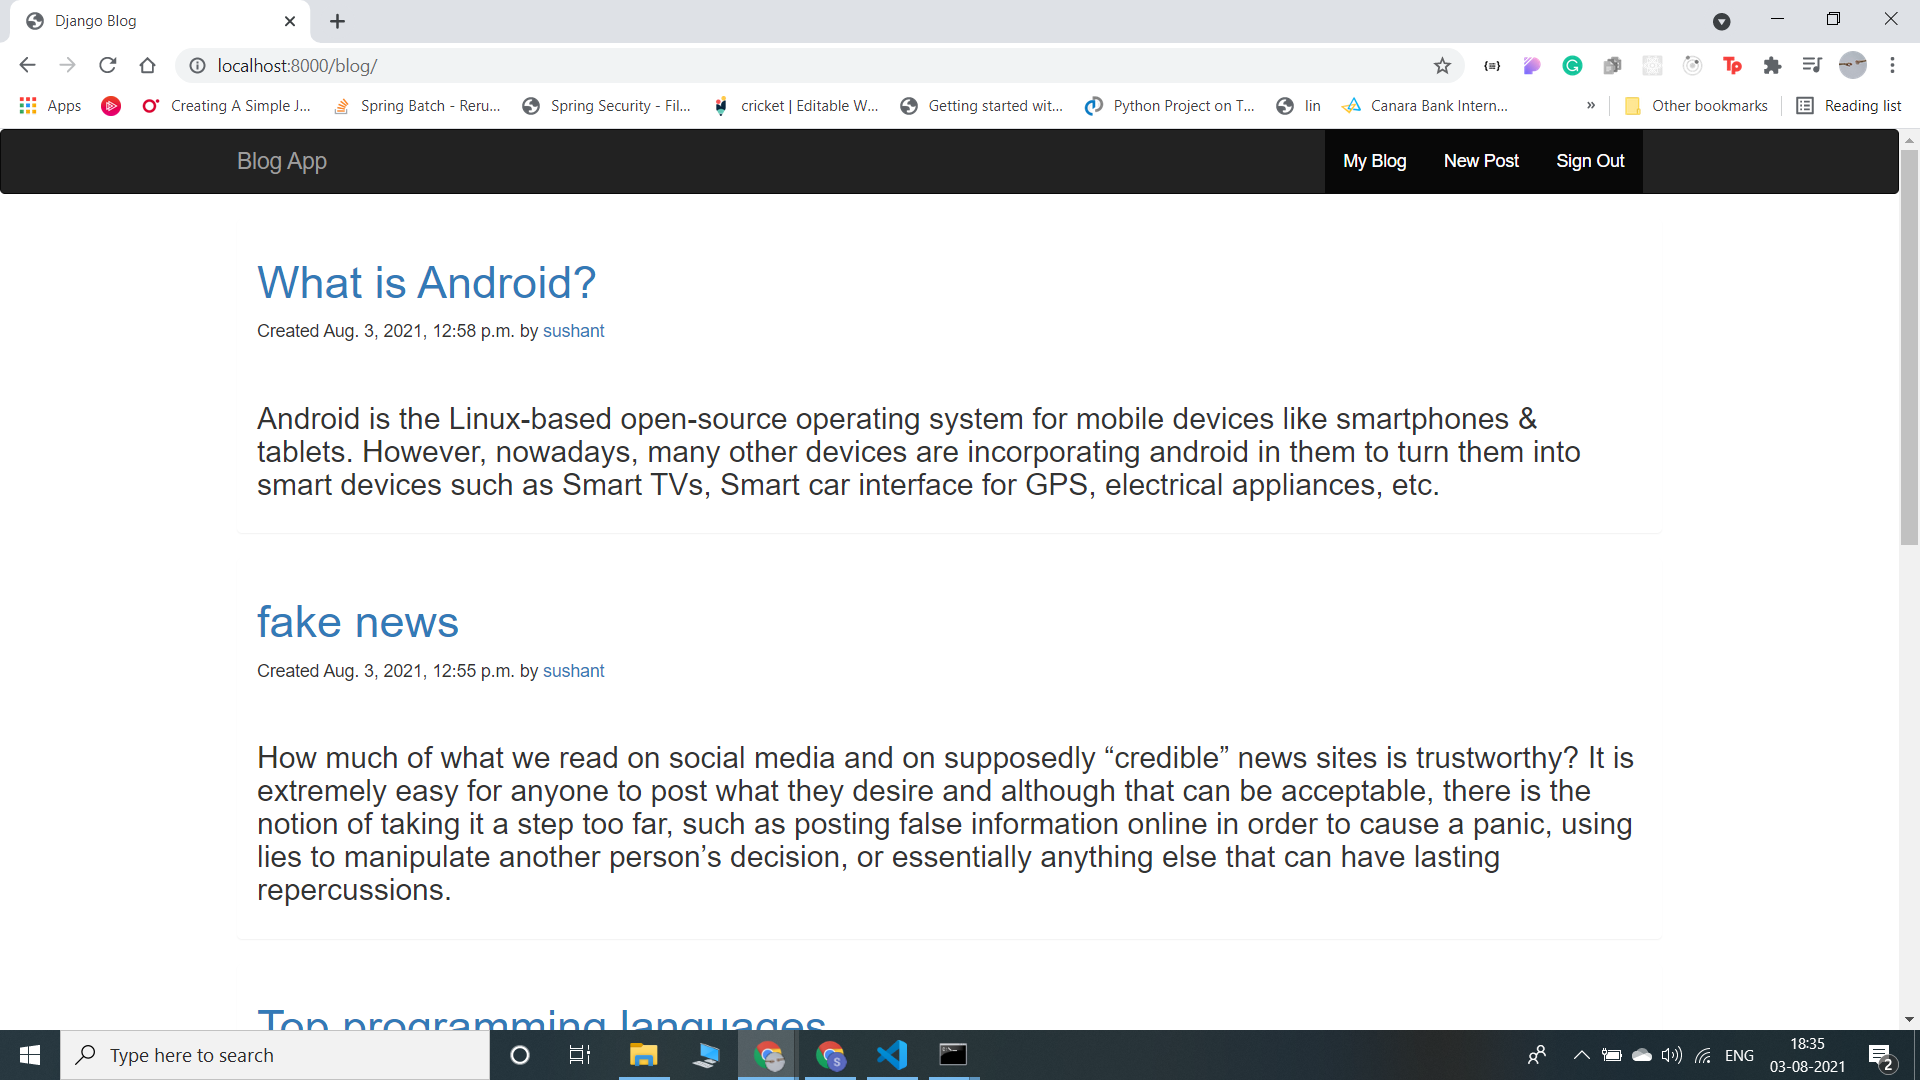 Django Blog
localhost:8000/blog/
Apps
Creating A Simple J...
Spring Batch - Reru...
Spring Security - Fil...
cricket | Editable W...
Getting started wit...
Python Project on T...
lin
Canara Bank Intern...
»
Other bookmarks
Reading list
Blog App
My Blog
New Post
Sign Out
What is Android?
Created Aug. 3, 2021, 12:58 p.m. by sushant
Android is the Linux-based open-source operating system for mobile devices like smartphones &
tablets. However, nowadays, many other devices are incorporating android in them to turn them into
smart devices such as Smart TVs, Smart car interface for GPS, electrical appliances, etc.
fake news
Created Aug. 3, 2021, 12:55 p.m. by sushant
How much of what we read on social media and on supposedly “credible” news sites is trustworthy? It is
extremely easy for anyone to post what they desire and although that can be acceptable, there is the
notion of taking it a step too far, such as posting false information online in order to cause a panic, using
lies to manipulate another person’s decision, or essentially anything else that can have lasting
repercussions.
Top programming languages
Type here to search
ENG
18:35
03-08-2021
2